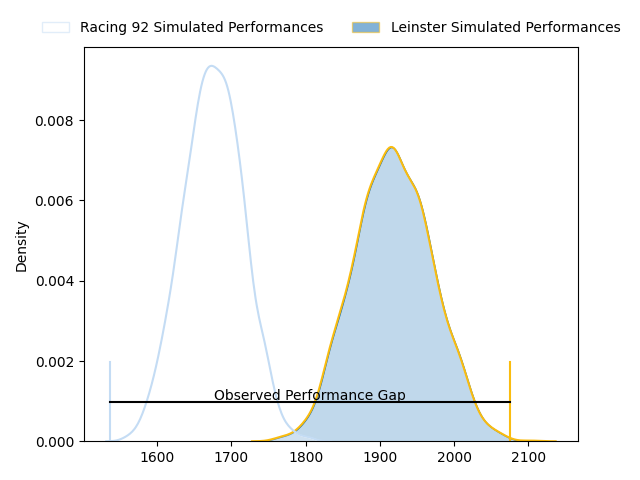 Racing 92 Simulated Performances Leinster Simulated Performances
Density
0.008
0.006
0.004
0.002
0.000
Observed Performance Gap
1600 1700 1800 1900 2000 2100